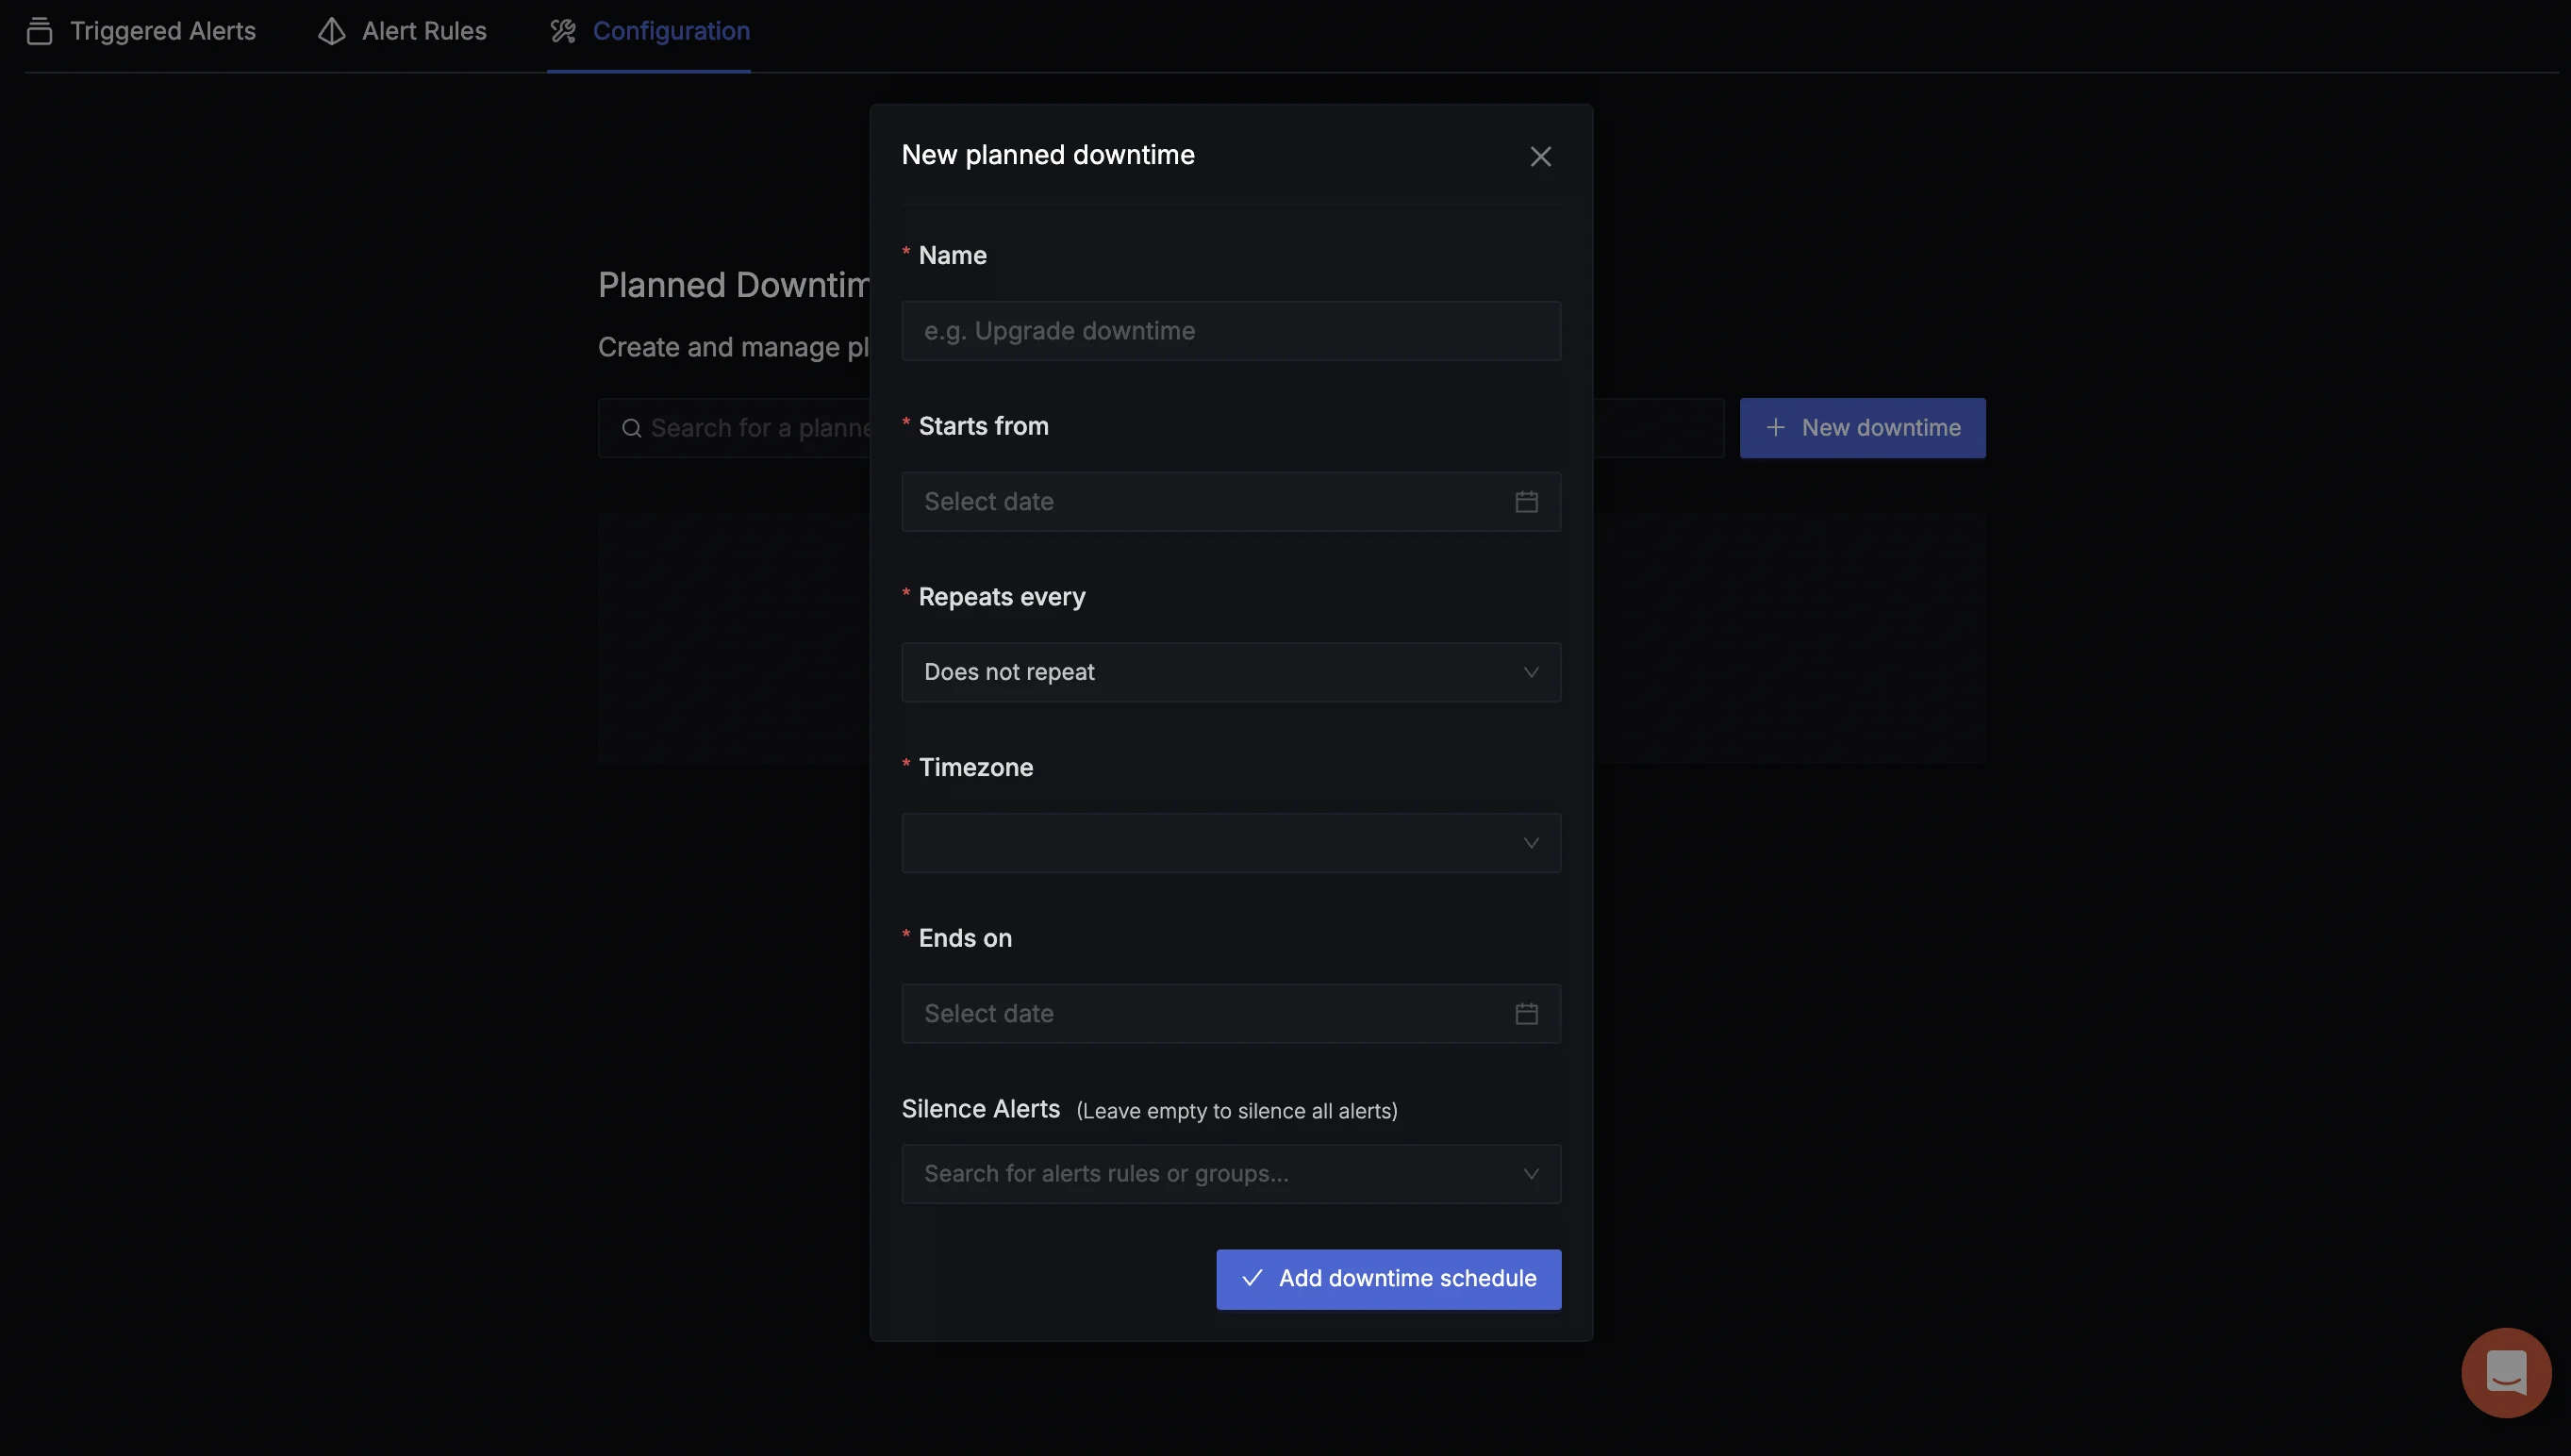 Triggered Alerts
Alert Rules
Configuration
New planned downtime
* Name
Planned Downtim
e.g. Upgrade downtime
Create and manage pl
* Starts from
Search for a planne
New downtime
Select date
* Repeats every
Does not repeat
* Timezone
* Ends on
Select date
Silence Alerts (Leave empty to silence all alerts)
Search for alerts rules or groups...
Add downtime schedule